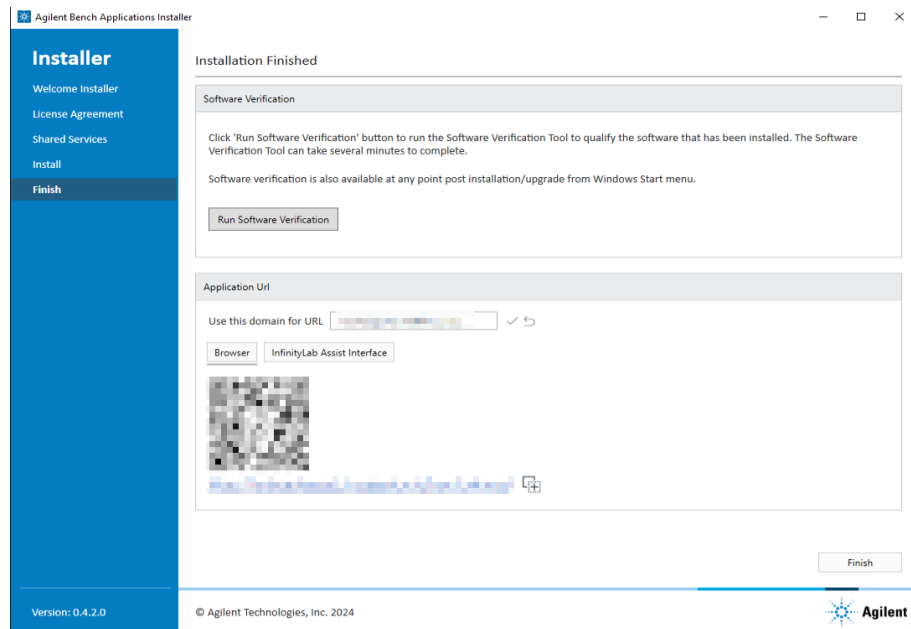 Agilent Bench Applications Installer
Installer
Welcome Installer
License Agreement
Shared Services
Install
Finish
Installation Finished
Software Verification
Click 'Run Software Verification' button to run the Software Verification Tool to qualify the software that has been installed. The Software
Verification Tool can take several minutes to complete.
Software verification is also available at any point post installation/upgrade from Windows Start menu.
Run Software Verification
Application Url
Use this domain for URL
Browser
InfinityLab Assist Interface
Finish
Version: 0.4.2.0
© Agilent Technologies, Inc. 2024
Agilent